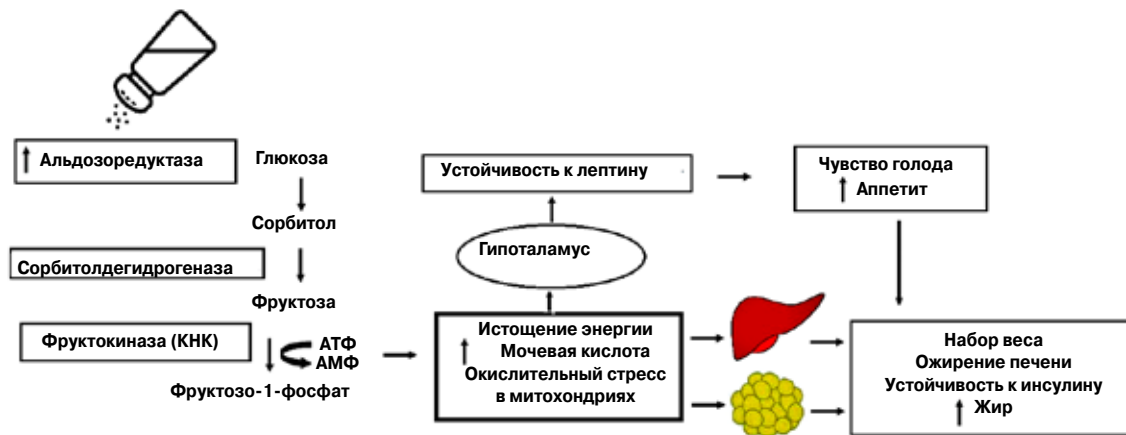 Альдозоредуктаза
Глюкоза
Сорбитол
Сорбитолдегидрогеназа
Фруктоза
Фруктокиназа (КНК)
АТФ
АМФ
Фруктозо-1-фосфат
Устойчивость к лептину
Гипоталамус
Истощение энергии
Мочевая кислота
Окислительный стресс
в митохондриях
Чувство голода
Аппетит
Набор веса
Ожирение печени
Устойчивость к инсулину
Жир